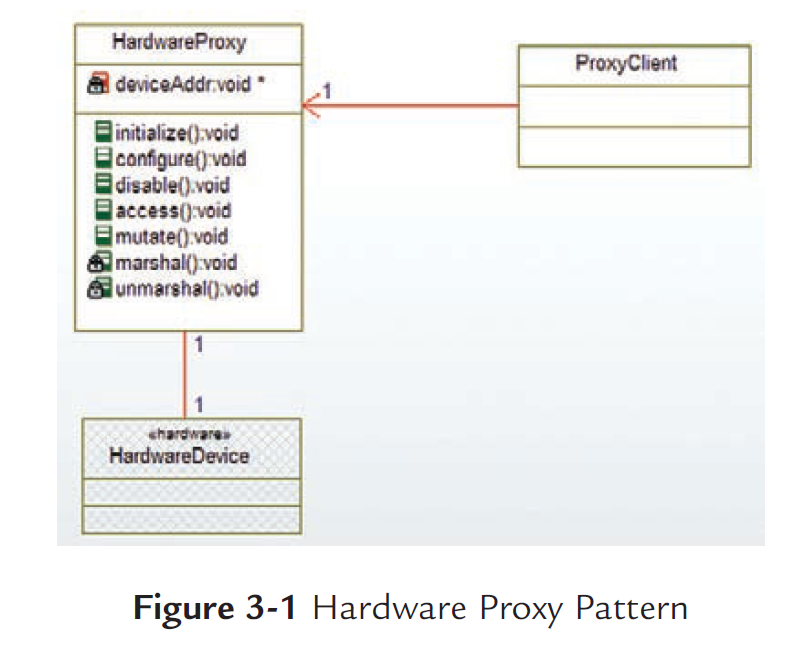 HardwareProxy
deviceAddr:void *
initialize():void
configure():void
disable():void
access():void
mutate():void
marshal():void
unmarshal():void
1
ProxyClient
1
1
«hardware»
HardwareDevice
Figure 3-1 Hardware Proxy Pattern